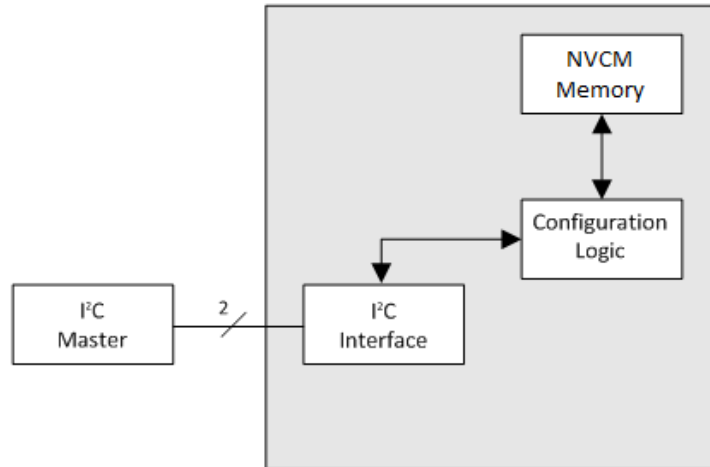 NVCM
Memory
Configuration
Logic
I²C
Master
2
I²C
Interface